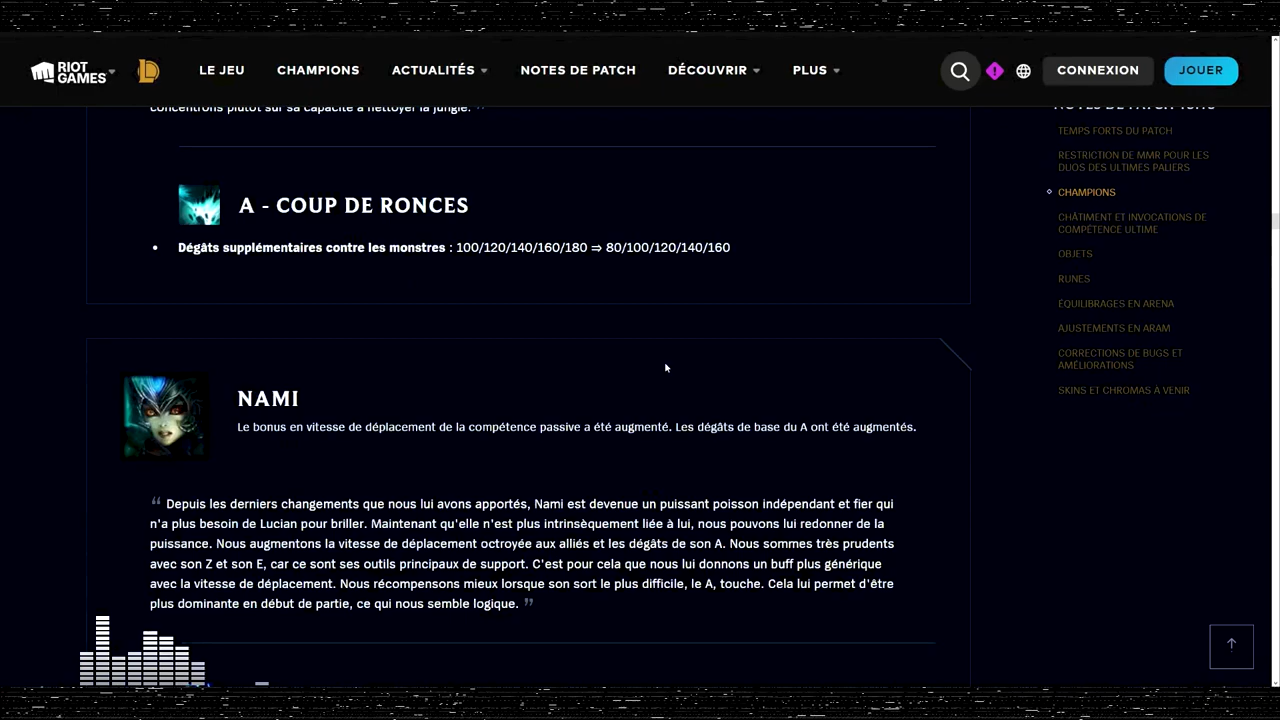 RIOT GAMES
LE JEU
CHAMPIONS
ACTUALITÉS
NOTES DE PATCH
DÉCOUVRIR
PLUS
CONNEXION
JOUER
concentrons plutôt sur sa capacité à nettoyer la jungle. ”
A - COUP DE RONCES
• Dégâts supplémentaires contre les monstres : 100/120/140/160/180 ⇒ 80/100/120/140/160
NAMI
Le bonus en vitesse de déplacement de la compétence passive a été augmenté. Les dégâts de base du A ont été augmentés.
“ Depuis les derniers changements que nous lui avons apportés, Nami est devenue un puissant poisson indépendant et fier qui
n'a plus besoin de Lucian pour briller. Maintenant qu'elle n'est plus intrinsèquement liée à lui, nous pouvons lui redonner de la
puissance. Nous augmentons la vitesse de déplacement octroyée aux alliés et les dégâts de son A. Nous sommes très prudents
avec son Z et son E, car ce sont ses outils principaux de support. C'est pour cela que nous lui donnons un buff plus générique
avec la vitesse de déplacement. Nous récompensons mieux lorsque son sort le plus difficile, le A, touche. Cela lui permet d'être
plus dominante en début de partie, ce qui nous semble logique. ”
TEMPS FORTS DU PATCH
RESTRICTION DE MMR POUR LES
DUOS DES ULTIMES PALIERS
CHAMPIONS
CHÂTIMENT ET INVOCATIONS DE
COMPÉTENCE ULTIME
OBJETS
RUNES
ÉQUILIBRAGES EN ARENA
AJUSTEMENTS EN ARAM
CORRECTIONS DE BUGS ET
AMÉLIORATIONS
SKINS ET CHROMAS À VENIR